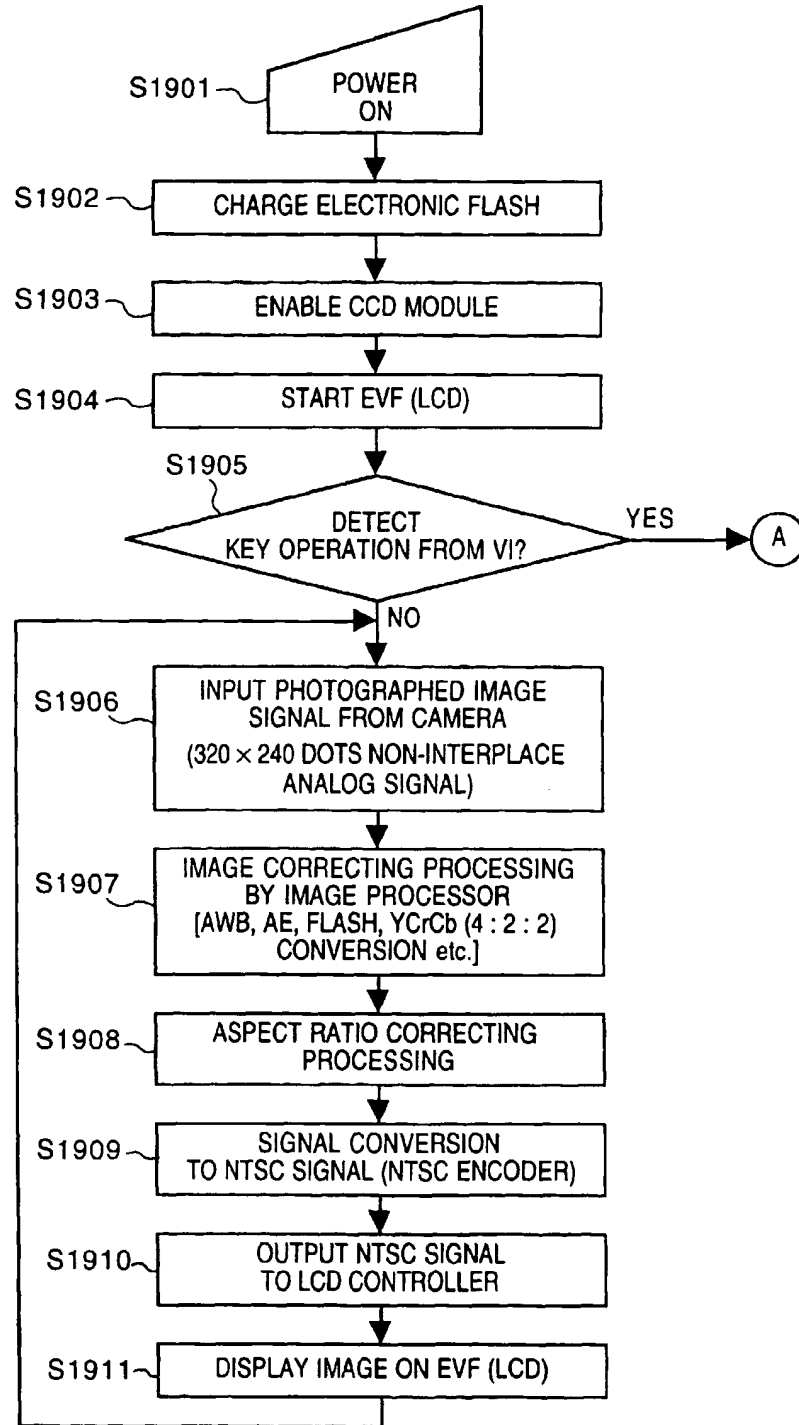 S1901
POWER
ON
S1902
CHARGE ELECTRONIC FLASH
S1903
ENABLE CCD MODULE
S1904
START EVF (LCD)
S1905
DETECT
KEY OPERATION FROM VI?
YES
A
NO
S1906
INPUT PHOTOGRAPHED IMAGE
SIGNAL FROM CAMERA
(320 × 240 DOTS NON-INTERPLACE
ANALOG SIGNAL)
S1907
IMAGE CORRECTING PROCESSING
BY IMAGE PROCESSOR
[AWB, AE, FLASH, YCrCb (4 : 2 : 2)
CONVERSION etc.]
S1908
ASPECT RATIO CORRECTING
PROCESSING
S1909
SIGNAL CONVERSION
TO NTSC SIGNAL (NTSC ENCODER)
S1910
OUTPUT NTSC SIGNAL
TO LCD CONTROLLER
S1911
DISPLAY IMAGE ON EVF (LCD)